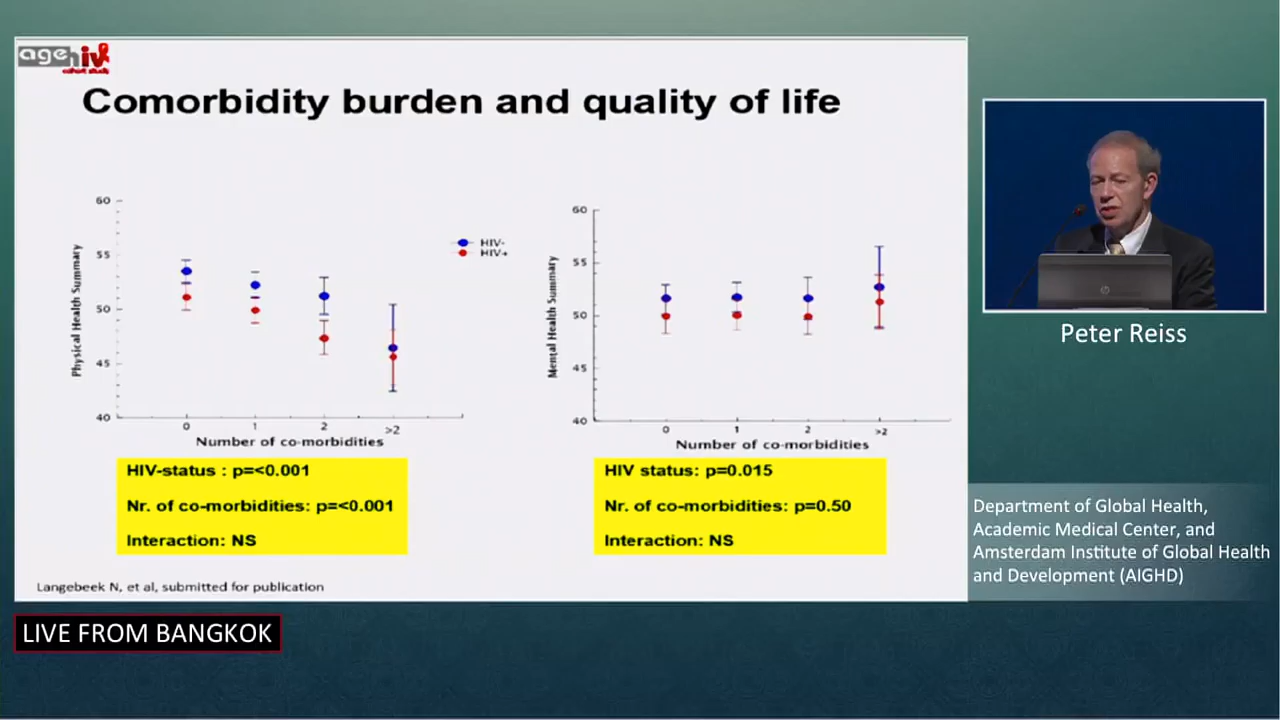 agehiv
cohort study
Comorbidity burden and quality of life
60
55
50
45
40
Physical Health Summary
0
1
2
>2
Number of co-morbidities
HIV-
HIV+
60
55
50
45
40
Mental Health Summary
0
1
2
>2
Number of co-morbidities
HIV-status : p=<0.001
Nr. of co-morbidities: p=<0.001
Interaction: NS
HIV status: p=0.015
Nr. of co-morbidities: p=0.50
Interaction: NS
Langebeek N, et al, submitted for publication
hp
Peter Reiss
Department of Global Health,
Academic Medical Center, and
Amsterdam Institute of Global Health
and Development (AIGHD)
LIVE FROM BANGKOK